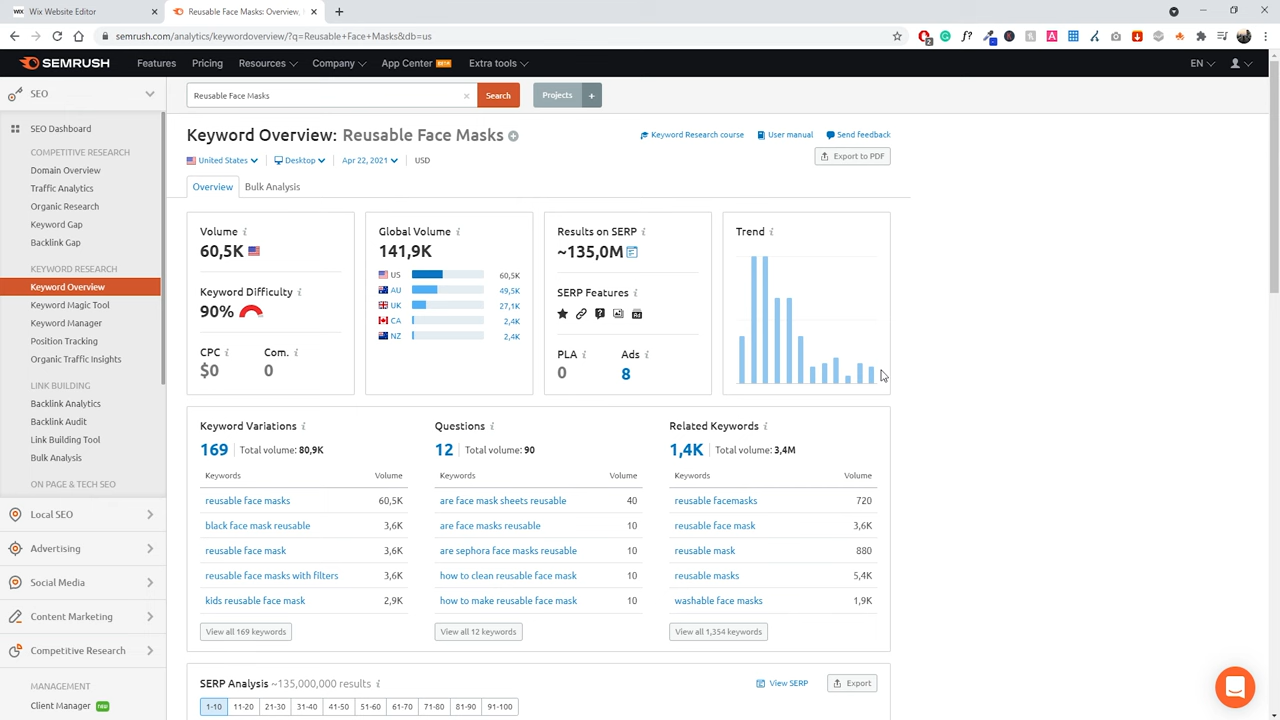 Wix Website Editor
Reusable Face Masks: Overview,
semrush.com/analytics/keywordoverview/?q=Reusable+Face+Masks&db=us
SEMRUSH
Features
Pricing
Resources
Company
App Center BETA
Extra tools
EN
SEO
Reusable Face Masks
Search
Projects
+
SEO Dashboard
COMPETITIVE RESEARCH
Domain Overview
Traffic Analytics
Organic Research
Keyword Gap
Backlink Gap
KEYWORD RESEARCH
Keyword Overview
Keyword Magic Tool
Keyword Manager
Position Tracking
Organic Traffic Insights
LINK BUILDING
Backlink Analytics
Backlink Audit
Link Building Tool
Bulk Analysis
ON PAGE & TECH SEO
Local SEO
Advertising
Social Media
Content Marketing
Competitive Research
MANAGEMENT
Client Manager new
Keyword Overview: Reusable Face Masks
Keyword Research course
User manual
Send feedback
United States
Desktop
Apr 22, 2021
USD
Export to PDF
Overview
Bulk Analysis
Volume
60,5K
Keyword Difficulty
90%
CPC
Com.
$0
0
Global Volume
141,9K
US 60,5K
AU 49,5K
UK 27,1K
CA 2,4K
NZ 2,4K
Results on SERP
~135,0M
SERP Features
PLA
Ads
0
8
Trend
Keyword Variations
169 Total volume: 80,9K
Keywords Volume
reusable face masks 60,5K
black face mask reusable 3,6K
reusable face mask 3,6K
reusable face masks with filters 3,6K
kids reusable face mask 2,9K
View all 169 keywords
Questions
12 Total volume: 90
Keywords Volume
are face mask sheets reusable 40
are face masks reusable 10
are sephora face masks reusable 10
how to clean reusable face mask 10
how to make reusable face mask 10
View all 12 keywords
Related Keywords
1,4K Total volume: 3,4M
Keywords Volume
reusable facemasks 720
reusable face mask 3,6K
reusable mask 880
reusable masks 5,4K
washable face masks 1,9K
View all 1,354 keywords
SERP Analysis ~135,000,000 results
View SERP
Export
1-10 11-20 21-30 31-40 41-50 51-60 61-70 71-80 81-90 91-100